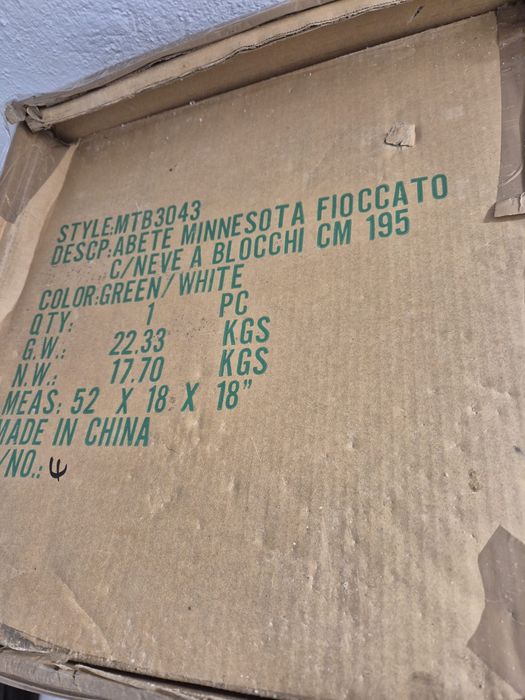 STYLE:MTB3043
DESCP:ABETE MINNESOTA FIOCCATO
C/NEVE A BLOCCHI CM 195
COLOR:GREEN/WHITE
QTY: 1 PC
G.W.: 22.33 KGS
N.W.: 17.70 KGS
MEAS: 52 X 18 X 18"
MADE IN CHINA
/NO.: